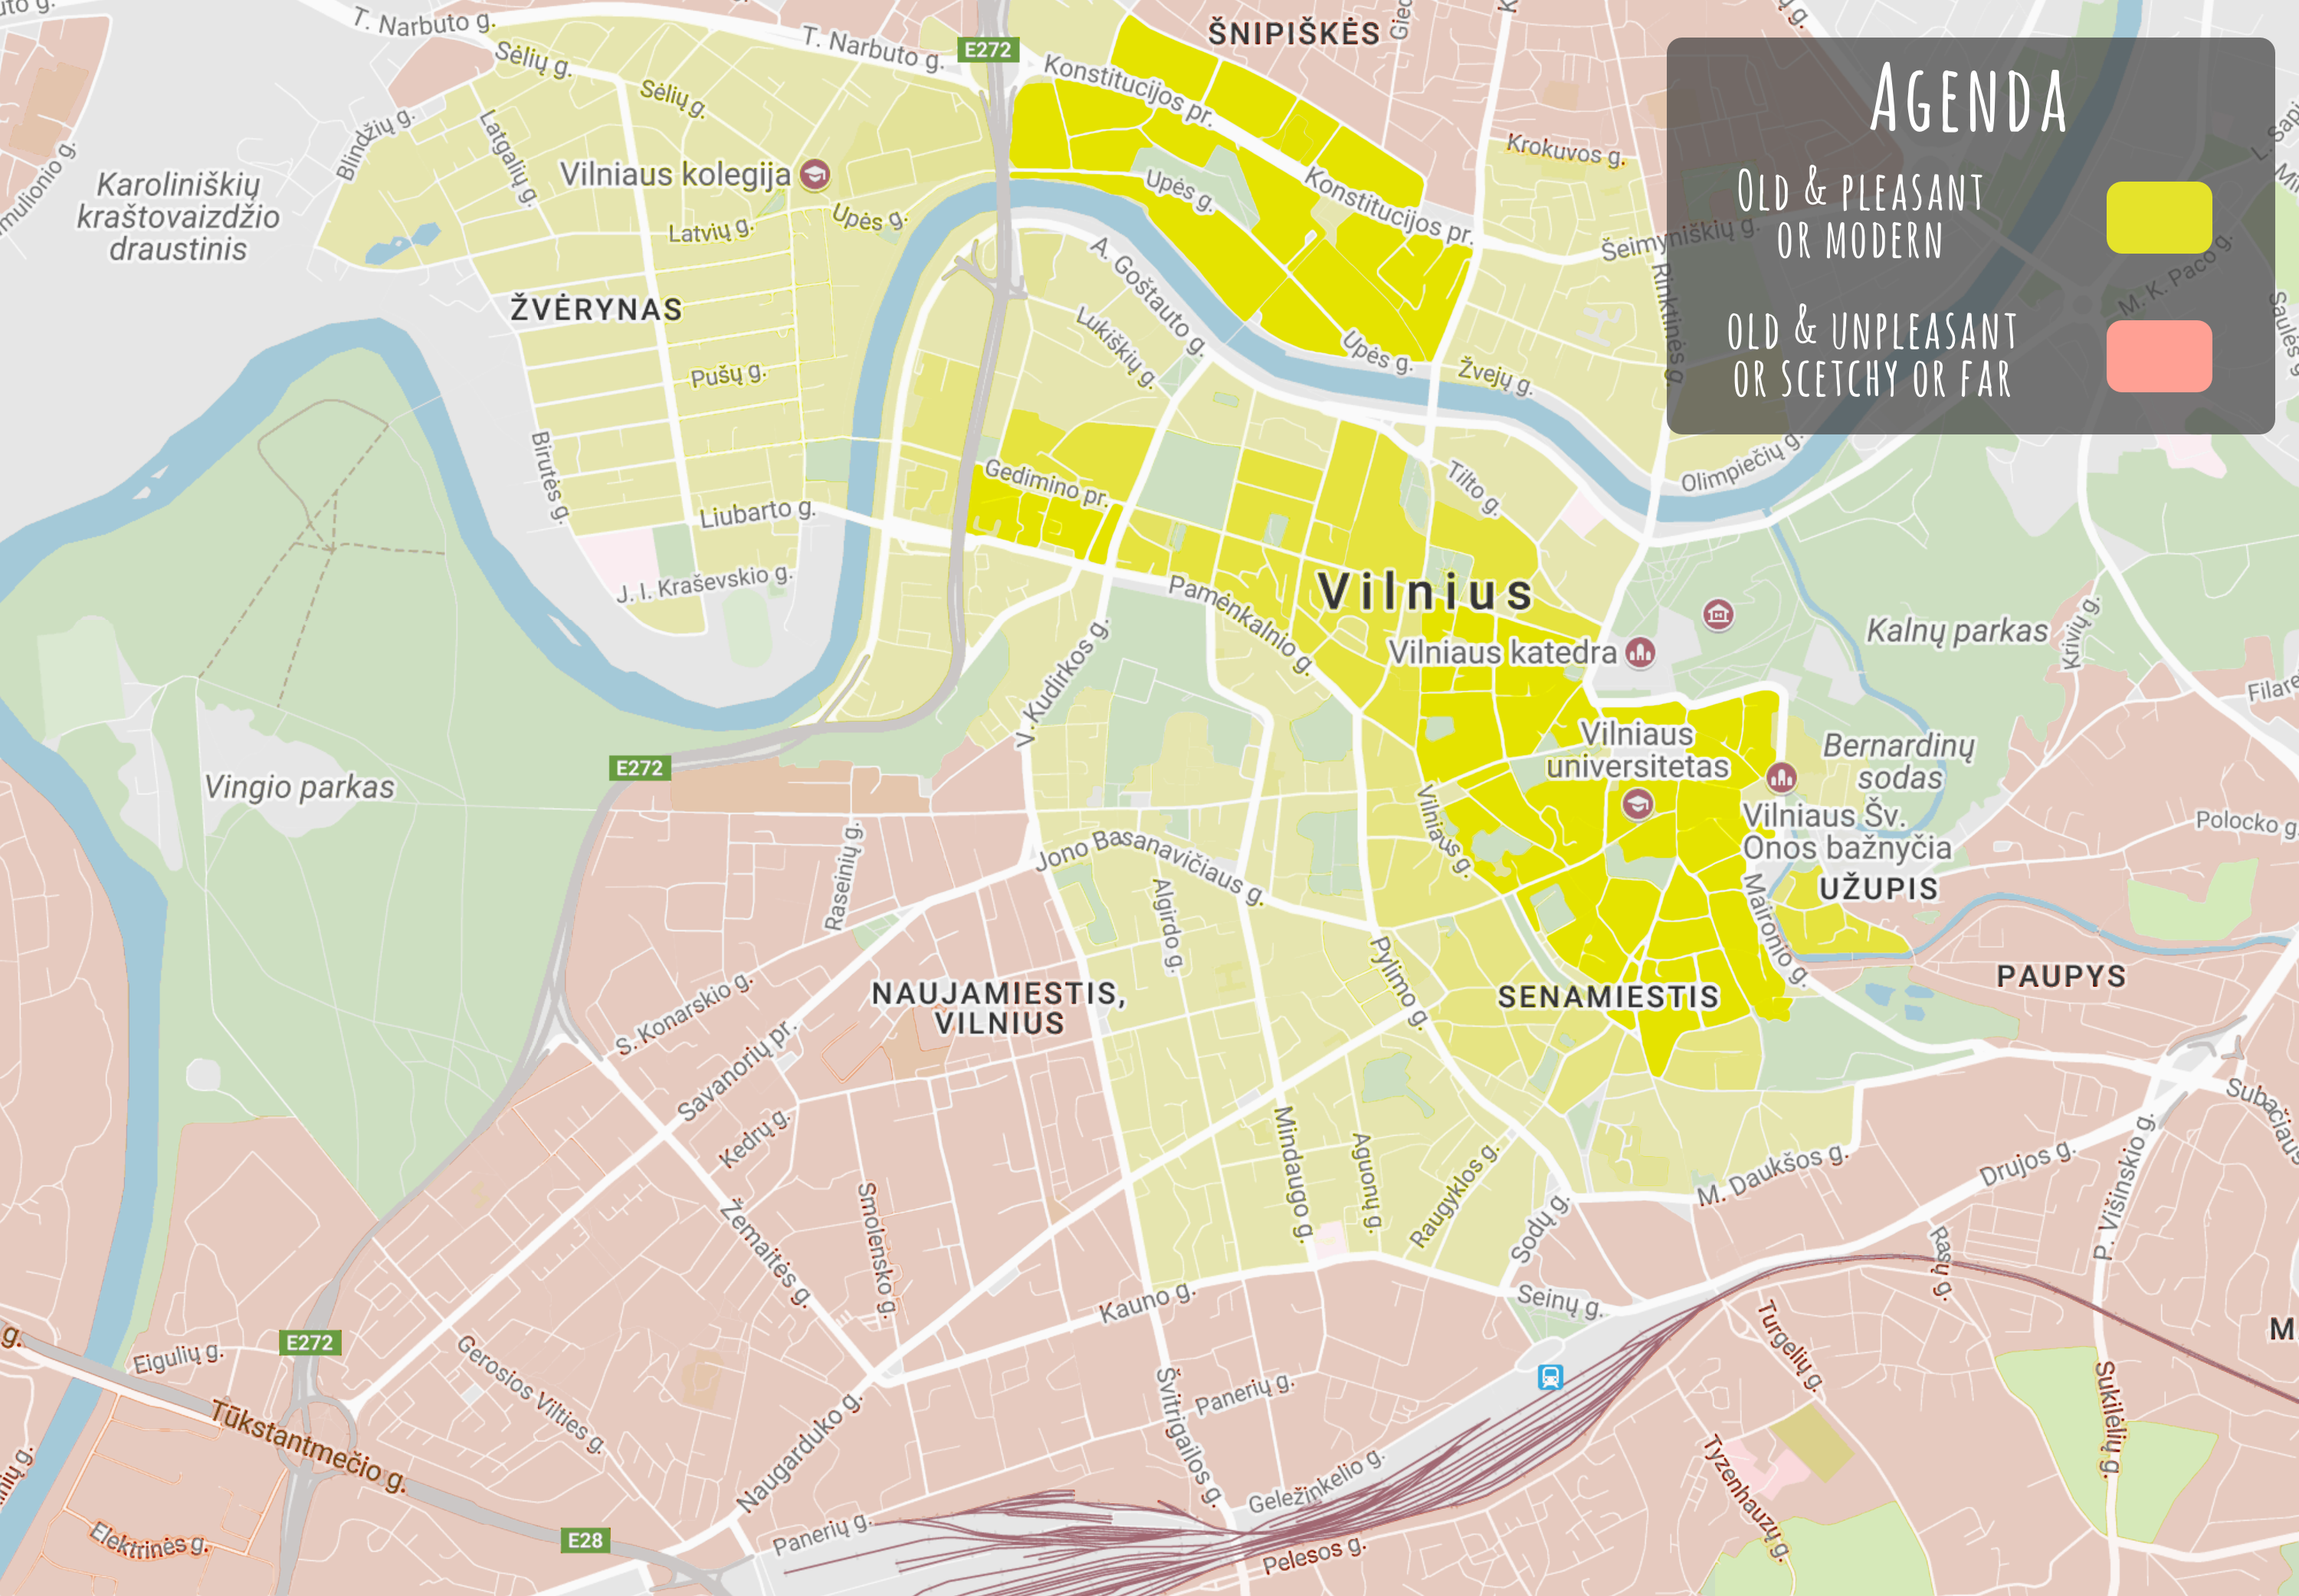 T. Narbuto g.
Sėlių g.
T. Narbuto g.
E272
ŠNIPIŠKĖS
Konstitucijos pr.
Sėlių g.
Blindžių g.
Latgalių g.
Vilniaus kolegija
Karoliniškių
kraštovaizdžio
draustinis
Latvių g.
Upės g.
Upės g.
Konstitucijos pr.
Krokuvos g.
Šeimyniškių g.
Rinktinės g.
AGENDA
OLD & PLEASANT
OR MODERN
OLD & UNPLEASANT
OR SCETCHY OR FAR
M. K. Paco g.
ŽVĖRYNAS
A. Goštauto g.
Lukiškių g.
Upės g.
Žvejų g.
Pušų g.
Birutės g.
Gedimino pr.
Tilto g.
Olimpiečių g.
Liubarto g.
J. I. Kraševskio g.
Pamėnkalnio g.
Vilnius
Vilniaus katedra
Kalnų parkas
Krivių g.
V. Kudirkos g.
E272
Vingio parkas
Vilniaus
universitetas
Bernardinų
sodas
Vilniaus Šv.
Onos bažnyčia
UŽUPIS
Polocko g.
Vilniaus g.
Jono Basanavičiaus g.
Raseinių g.
Algirdo g.
Maironio g.
Pylimo g.
PAUPYS
SENAMIESTIS
NAUJAMIESTIS,
VILNIUS
S. Konarskio g.
Savanorių pr.
Kedrų g.
Mindaugo g.
Aguonų g.
Raugyklos g.
Sodų g.
M. Daukšos g.
Drujos g.
P. Višinskio g.
Subačiaus
Žemaitės g.
Smolensko g.
Kauno g.
Seinų g.
Rasų g.
Turgelių g.
E272
g.
Eigulių g.
Tūkstantmečio g.
Gerosios Vilties g.
Švitrigailos g.
Panerių g.
Sukilėlių g.
Naugarduko g.
Geležinkelio g.
Tyzenhauzų g.
Elektrinės g.
E28
Panerių g.
Pelesos g.